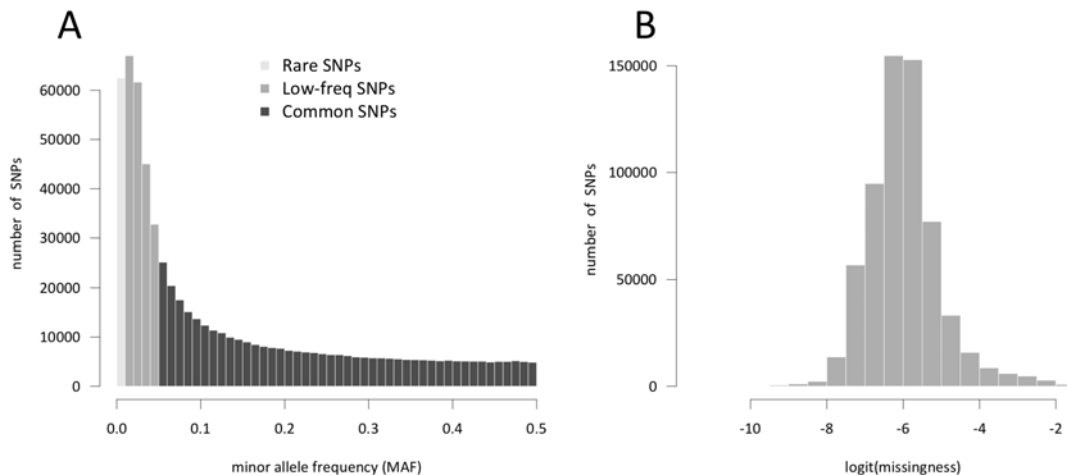 A
Rare SNPs
Low-freq SNPs
Common SNPs
number of SNPs
60000
50000
40000
30000
20000
10000
0
0.0 0.1 0.2 0.3 0.4 0.5
minor allele frequency (MAF)
B
number of SNPs
150000
100000
50000
0
-10 -8 -6 -4 -2
logit(missingness)